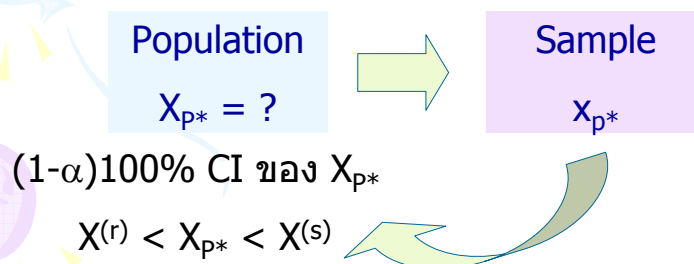 Population
X_P* = ?
Sample
x_p*
(1-α)100% CI ของ X_P*
X^(r) < X_P* < X^(s)